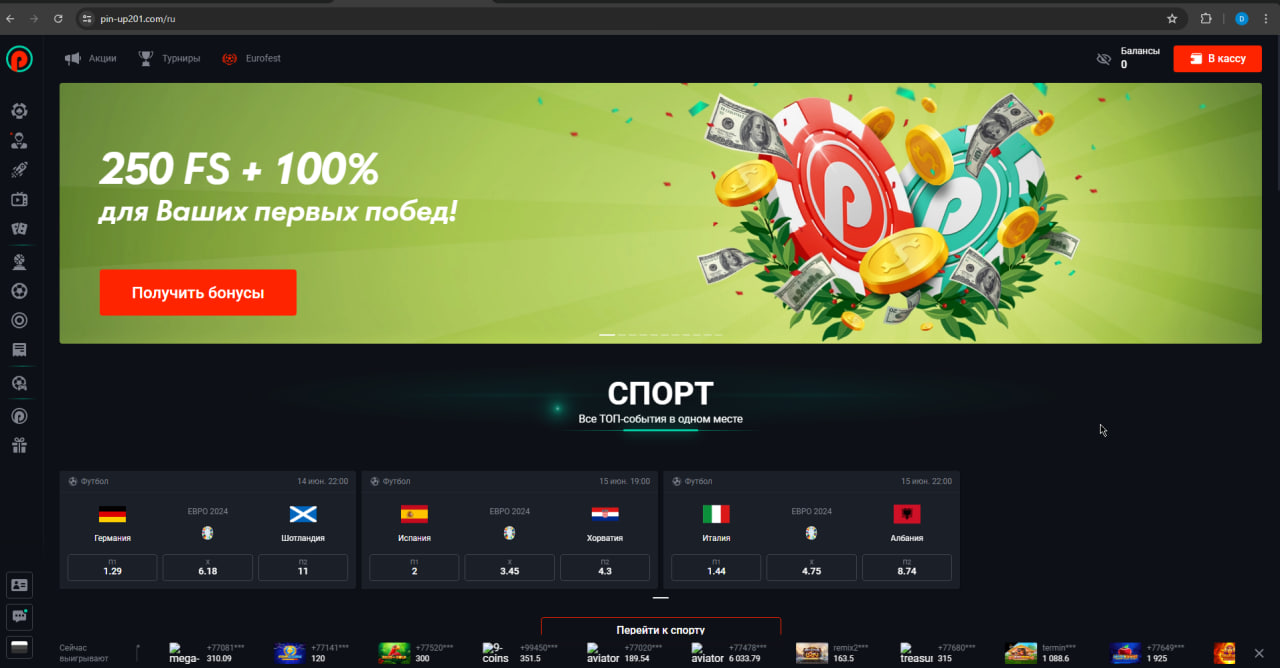 pin-up201.com/ru
D
Акции
Турниры
Eurofest
Балансы
0
В кассу
250 FS + 100%
для Ваших первых побед!
Получить бонусы
СПОРТ
Все ТОП-события в одном месте
Футбол
14 июн. 22:00
ЕВРО 2024
Германия
Шотландия
П1
X
П2
1.29
6.18
11
Футбол
15 июн. 19:00
ЕВРО 2024
Испания
Хорватия
П1
X
П2
2
3.45
4.3
Футбол
15 июн. 22:00
ЕВРО 2024
Италия
Албания
П1
X
П2
1.44
4.75
8.74
Перейти к спорту
Сейчас
выигрывают
mega-
+77081***
310.09
+77141***
120
+77520***
300
9-
coins
+99450***
351.5
aviator
+77020***
189.54
aviator
+77478***
6 033.79
remix2***
163.5
treasu
+77680***
315
termin***
1 088.6
+77649***
1 925